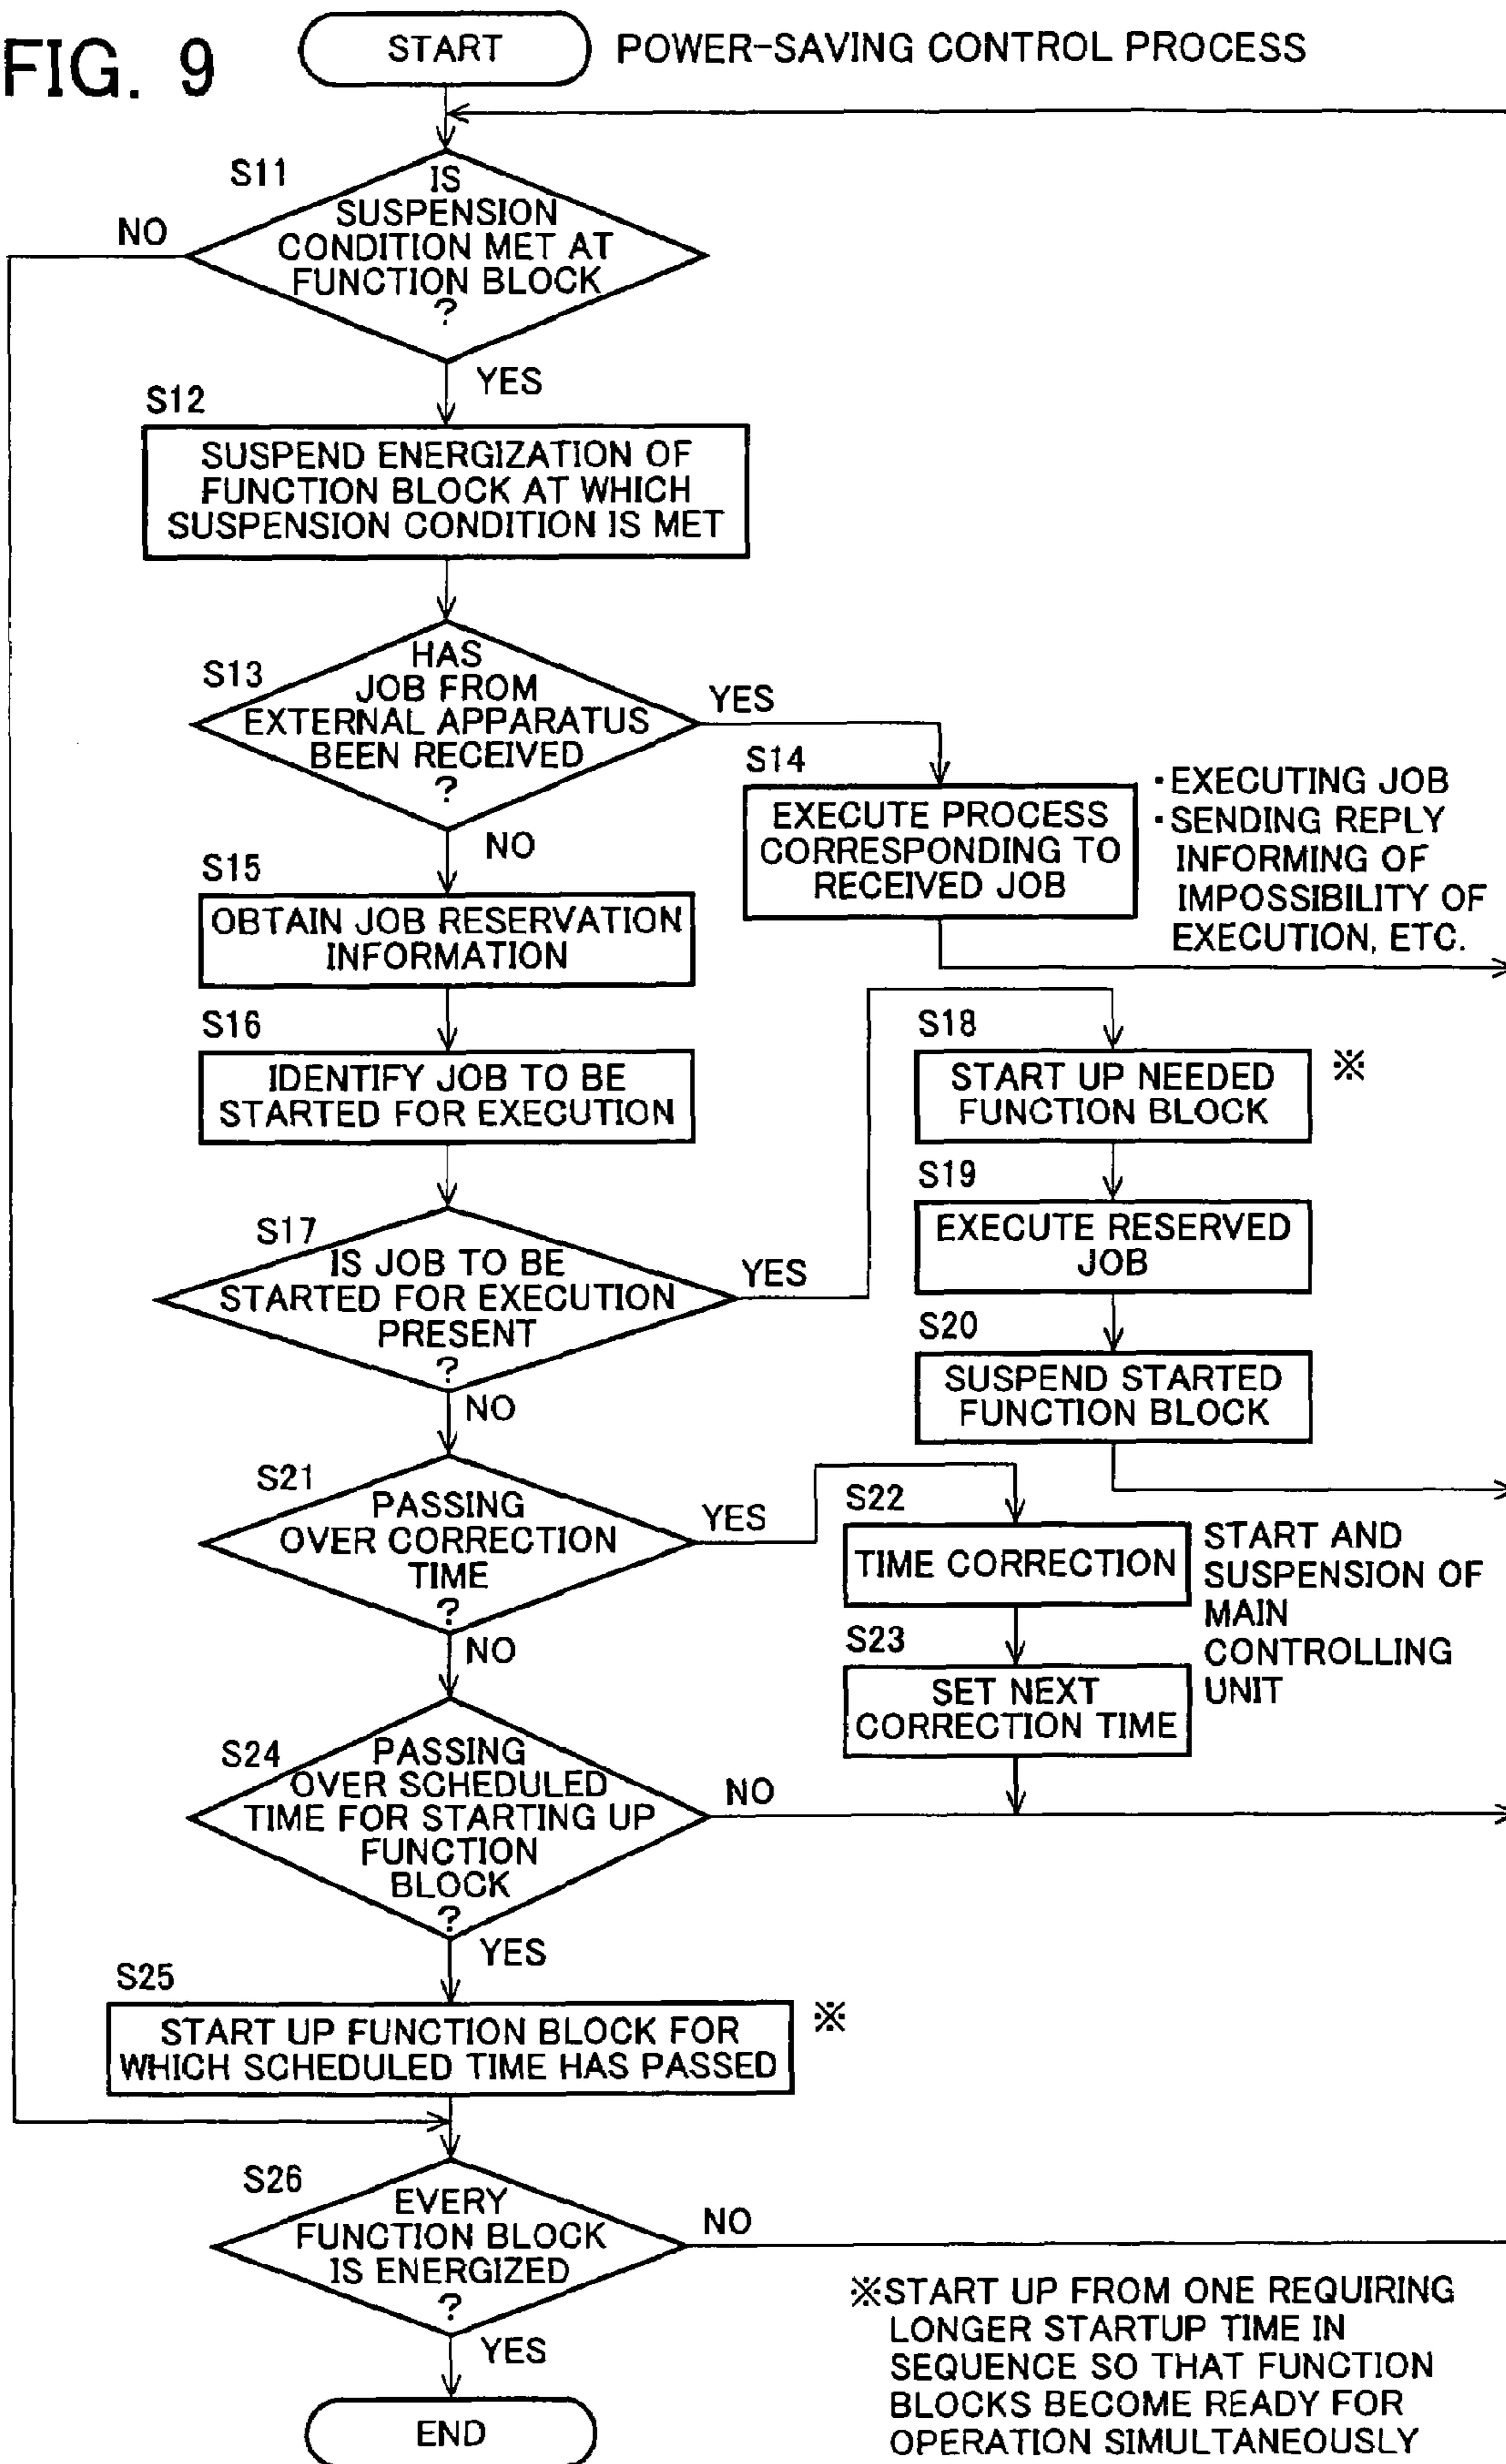 FIG. 9
START
POWER-SAVING CONTROL PROCESS
S11
IS
SUSPENSION
CONDITION MET AT
FUNCTION BLOCK
?
NO
YES
S12
SUSPEND ENERGIZATION OF
FUNCTION BLOCK AT WHICH
SUSPENSION CONDITION IS MET
S13
HAS
JOB FROM
EXTERNAL APPARATUS
BEEN RECEIVED
?
YES
NO
S14
EXECUTE PROCESS
CORRESPONDING TO
RECEIVED JOB
・EXECUTING JOB
・SENDING REPLY
INFORMING OF
IMPOSSIBILITY OF
EXECUTION, ETC.
S15
OBTAIN JOB RESERVATION
INFORMATION
S16
IDENTIFY JOB TO BE
STARTED FOR EXECUTION
S17
IS JOB TO BE
STARTED FOR EXECUTION
PRESENT
?
YES
NO
S18
START UP NEEDED
FUNCTION BLOCK
※
S19
EXECUTE RESERVED
JOB
S20
SUSPEND STARTED
FUNCTION BLOCK
S21
PASSING
OVER CORRECTION
TIME
?
YES
NO
S22
TIME CORRECTION
START AND
SUSPENSION OF
MAIN
CONTROLLING
UNIT
S23
SET NEXT
CORRECTION TIME
S24
PASSING
OVER SCHEDULED
TIME FOR STARTING UP
FUNCTION
BLOCK
?
NO
YES
S25
START UP FUNCTION BLOCK FOR
WHICH SCHEDULED TIME HAS PASSED
※
S26
EVERY
FUNCTION BLOCK
IS ENERGIZED
?
NO
YES
END
※START UP FROM ONE REQUIRING
LONGER STARTUP TIME IN
SEQUENCE SO THAT FUNCTION
BLOCKS BECOME READY FOR
OPERATION SIMULTANEOUSLY